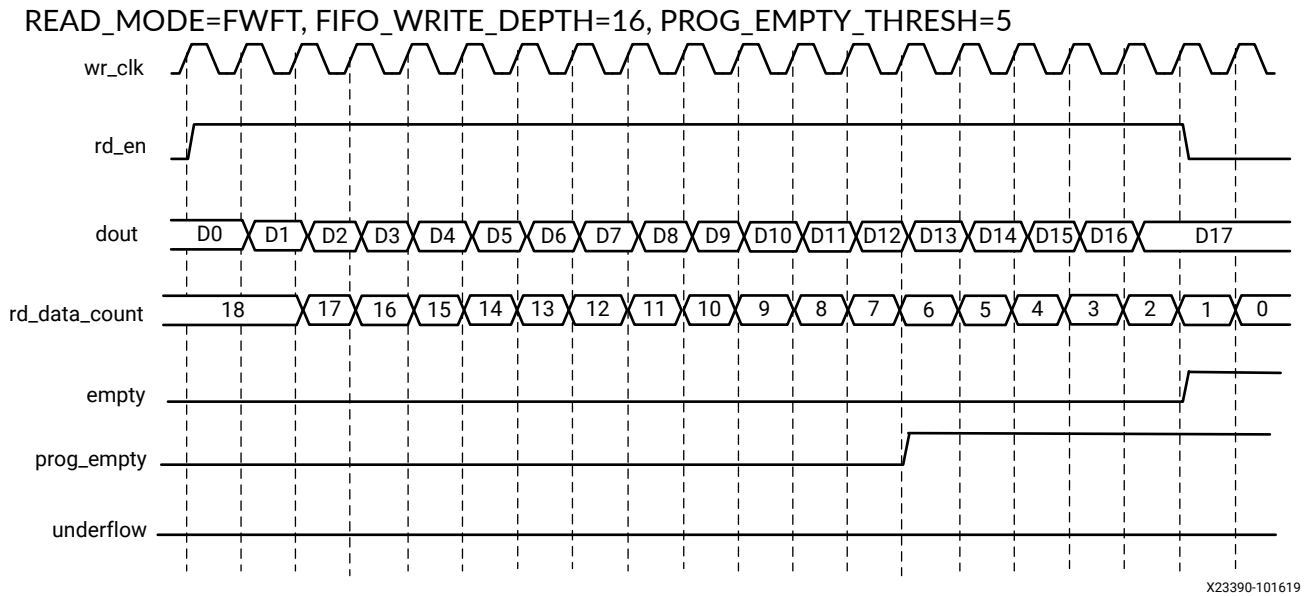 READ_MODE=FWFT, FIFO_WRITE_DEPTH=16, PROG_EMPTY_THRESH=5
wr_clk
rd_en
dout D0 D1 D2 D3 D4 D5 D6 D7 D8 D9 D10 D11 D12 D13 D14 D15 D16 D17
rd_data_count 18 17 16 15 14 13 12 11 10 9 8 7 6 5 4 3 2 1 0
empty
prog_empty
underflow
X23390-101619